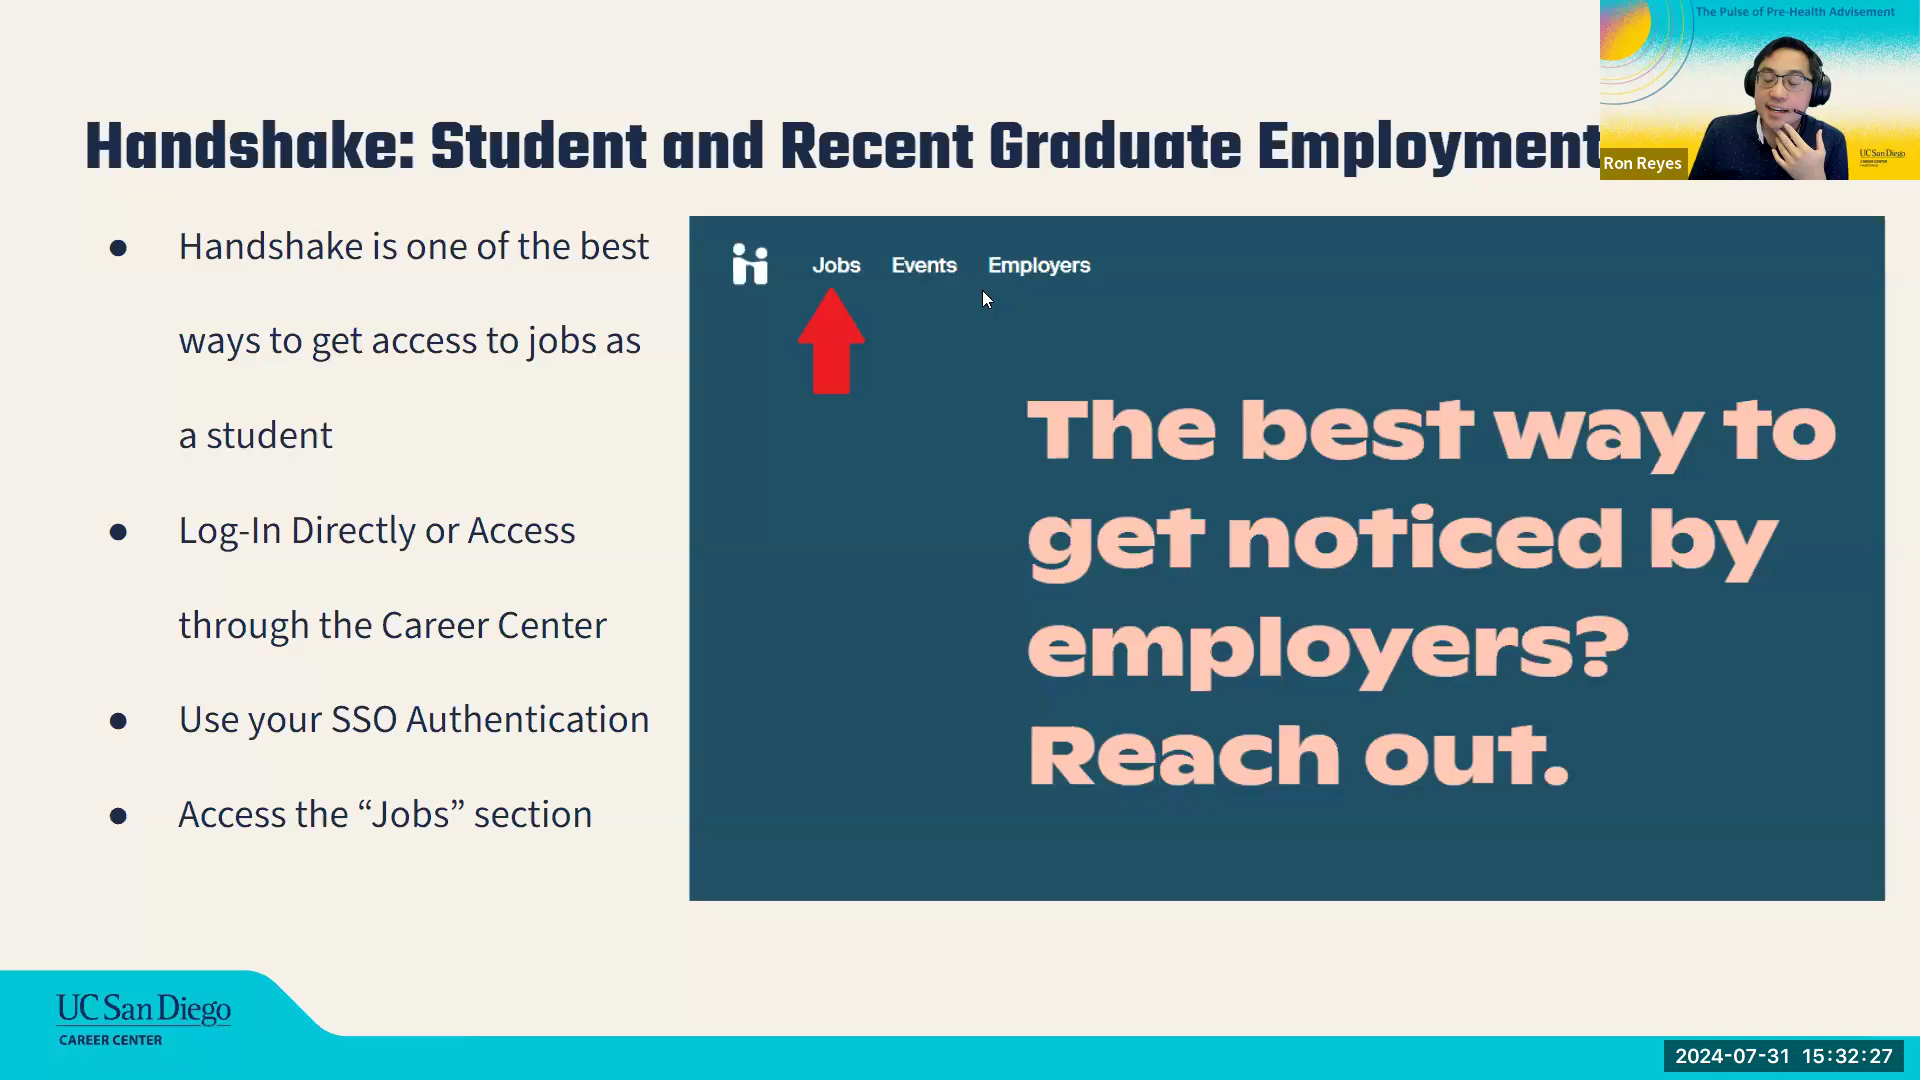 The Pulse of Pre-Health Advisement
Handshake: Student and Recent Graduate Employment
Ron Reyes
UC San Diego
CAREER CENTER
● Handshake is one of the best
ways to get access to jobs as
a student
● Log-In Directly or Access
through the Career Center
● Use your SSO Authentication
● Access the “Jobs” section
Jobs Events Employers
The best way to
get noticed by
employers?
Reach out.
UC San Diego
CAREER CENTER
2024-07-31 15:32:27